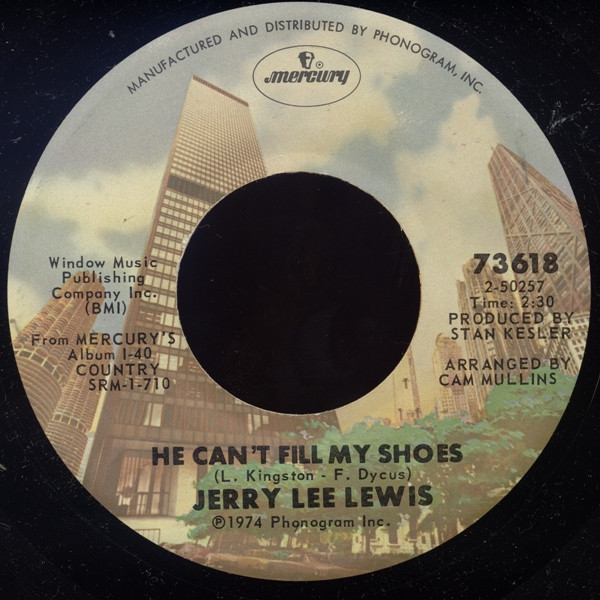 MANUFACTURED AND DISTRIBUTED BY PHONOGRAM, INC.
mercury
Window Music
Publishing
Company Inc.
(BMI)
From MERCURY'S
Album I-40
COUNTRY
SRM-1-710
73618
2-50257
Time: 2:30
PRODUCED BY
STAN KESLER
ARRANGED BY
CAM MULLINS
HE CAN'T FILL MY SHOES
(L. Kingston - F. Dycus)
JERRY LEE LEWIS
℗1974 Phonogram Inc.